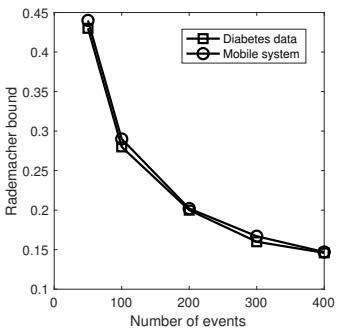 0.45
0.4
0.35
0.3
0.25
0.2
0.15
0.1
Rademacher bound
Diabetes data
Mobile system
0 100 200 300 400
Number of events